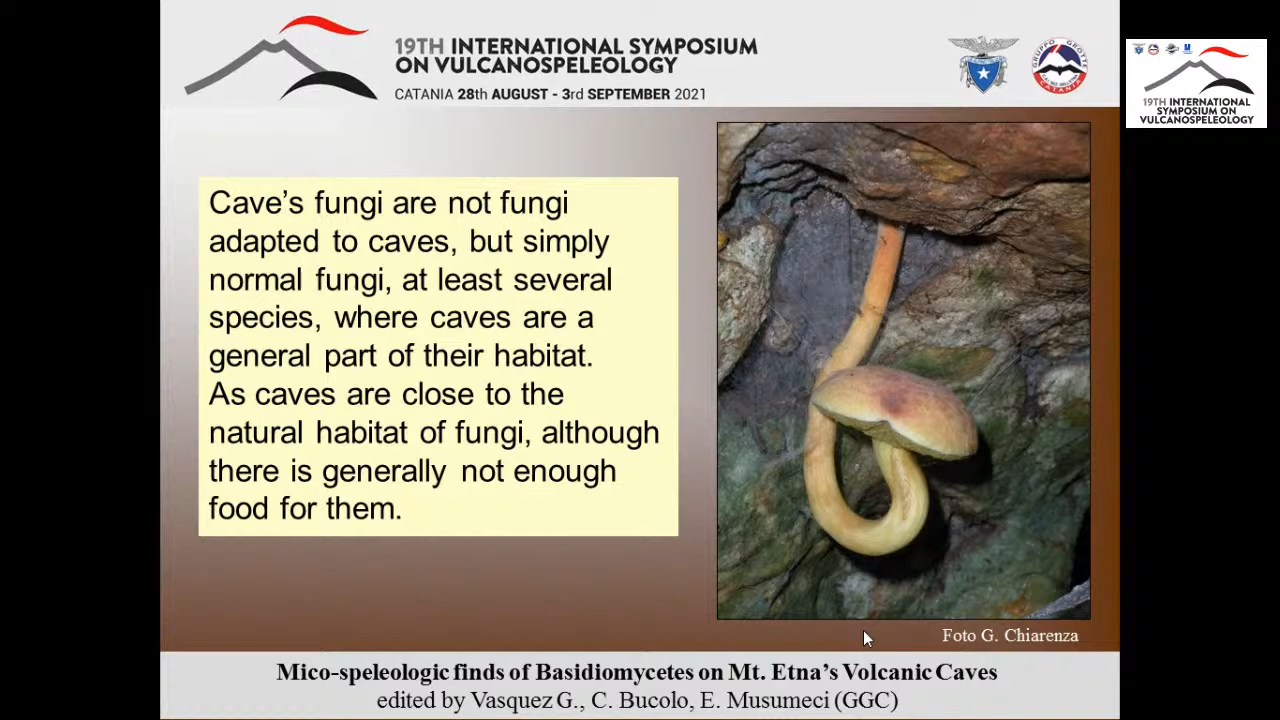 19TH INTERNATIONAL SYMPOSIUM
ON VULCANOSPELEOLOGY
CATANIA 28th AUGUST - 3rd SEPTEMBER 2021
GRUPPO GROTTE
CATANIA
19TH INTERNATIONAL
SYMPOSIUM ON
VULCANOSPELEOLOGY
Cave's fungi are not fungi
adapted to caves, but simply
normal fungi, at least several
species, where caves are a
general part of their habitat.
As caves are close to the
natural habitat of fungi, although
there is generally not enough
food for them.
Foto G. Chiarenza
Mico-speleologic finds of Basidiomycetes on Mt. Etna's Volcanic Caves
edited by Vasquez G., C. Bucolo, E. Musumeci (GGC)